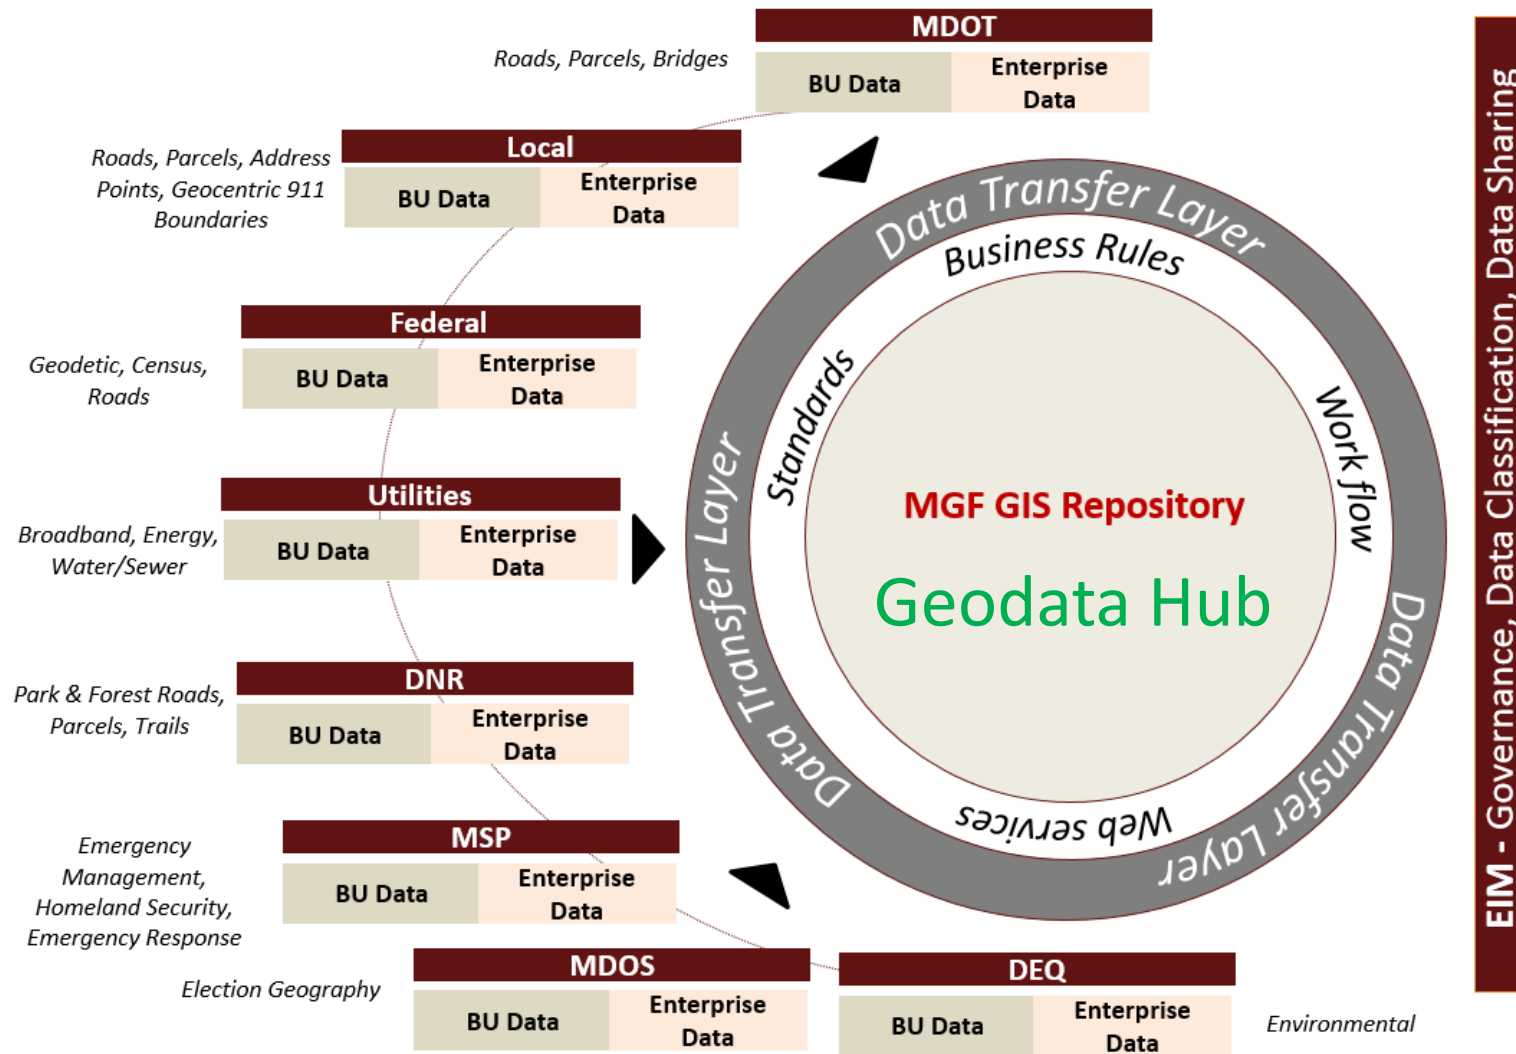 MDOT
Roads, Parcels, Bridges
BU Data
Enterprise
Data
Local
Roads, Parcels, Address
Points, Geocentric 911
Boundaries
BU Data
Enterprise
Data
Federal
Geodetic, Census,
Roads
BU Data
Enterprise
Data
Utilities
Broadband, Energy,
Water/Sewer
BU Data
Enterprise
Data
DNR
Park & Forest Roads,
Parcels, Trails
BU Data
Enterprise
Data
MSP
Emergency
Management,
Homeland Security,
Emergency Response
BU Data
Enterprise
Data
MDOS
Election Geography
BU Data
Enterprise
Data
DEQ
BU Data
Enterprise
Data
Environmental
Data Transfer Layer
Data Transfer Layer
Data Transfer Layer
Business Rules
Standards
Work flow
Web services
MGF GIS Repository
Geodata Hub
EIM - Governance, Data Classification, Data Sharing